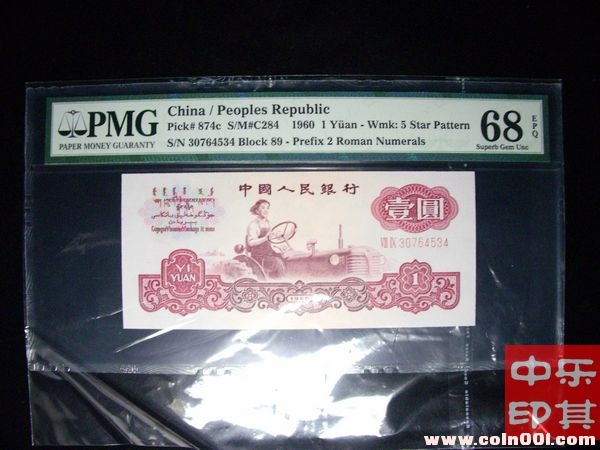 PMG
PAPER MONEY GUARANTY
China / Peoples Republic
Pick# 874c S/M#C284 1960 1 Yüan - Wmk: 5 Star Pattern
S/N 30764534 Block 89 - Prefix 2 Roman Numerals
68 EPQ
Superb Gem Unc
中國人民銀行
壹圓
VIII IX 30764534
YI
YUAN
1
1960
中乐
印其
www.coin001.com